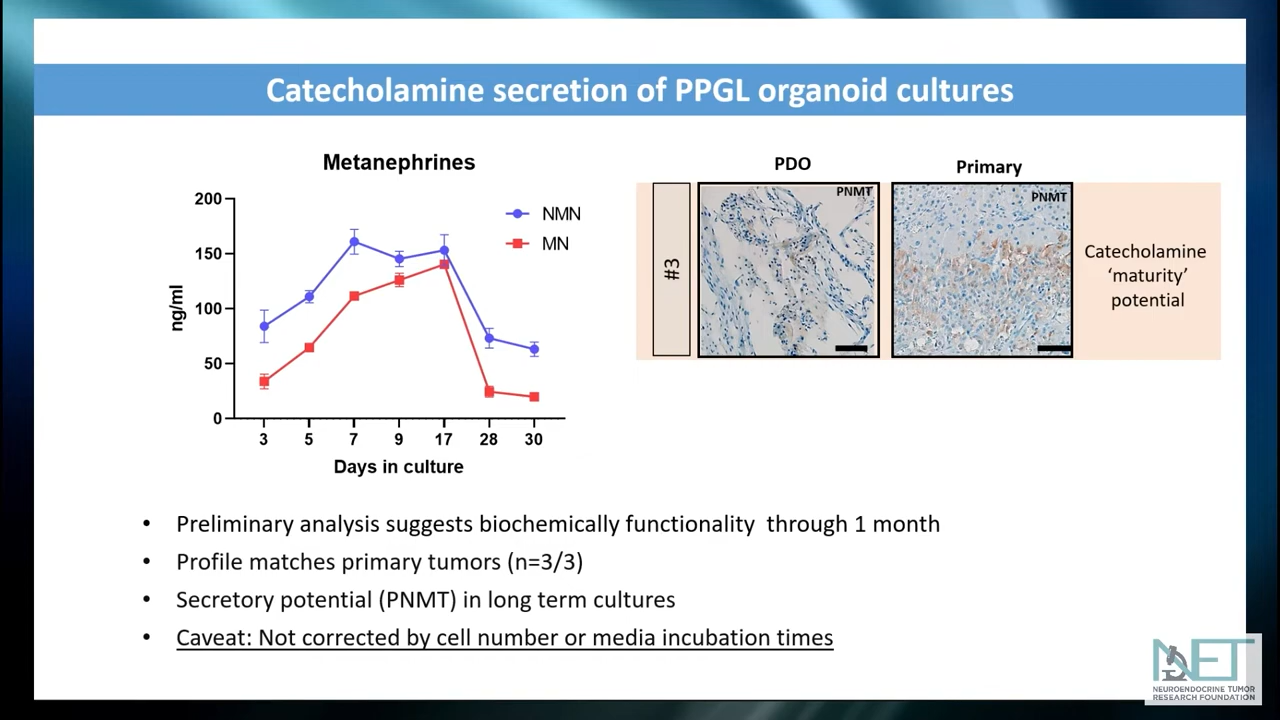 Catecholamine secretion of PPGL organoid cultures
Metanephrines
200
150
100
50
0
ng/ml
NMN
MN
3 5 7 9 17 28 30
Days in culture
PDO
Primary
#3
PNMT
PNMT
Catecholamine
‘maturity’
potential
• Preliminary analysis suggests biochemically functionality  through 1 month
• Profile matches primary tumors (n=3/3)
• Secretory potential (PNMT) in long term cultures
• Caveat: Not corrected by cell number or media incubation times
NET
NEUROENDOCRINE TUMOR
RESEARCH FOUNDATION